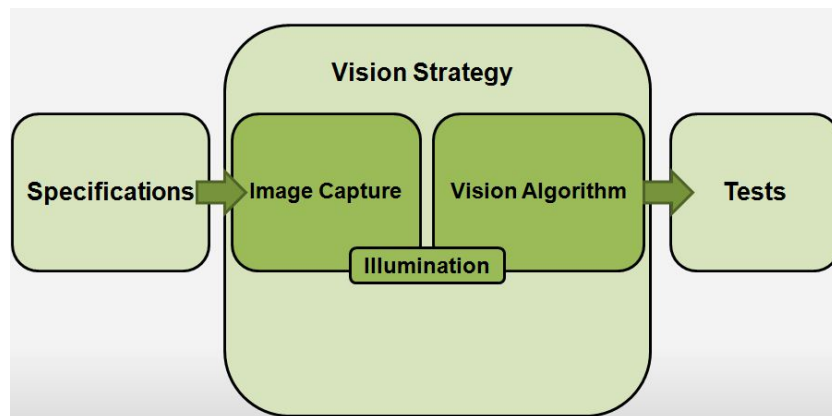 Vision Strategy
Specifications
Image Capture
Vision Algorithm
Tests
Illumination